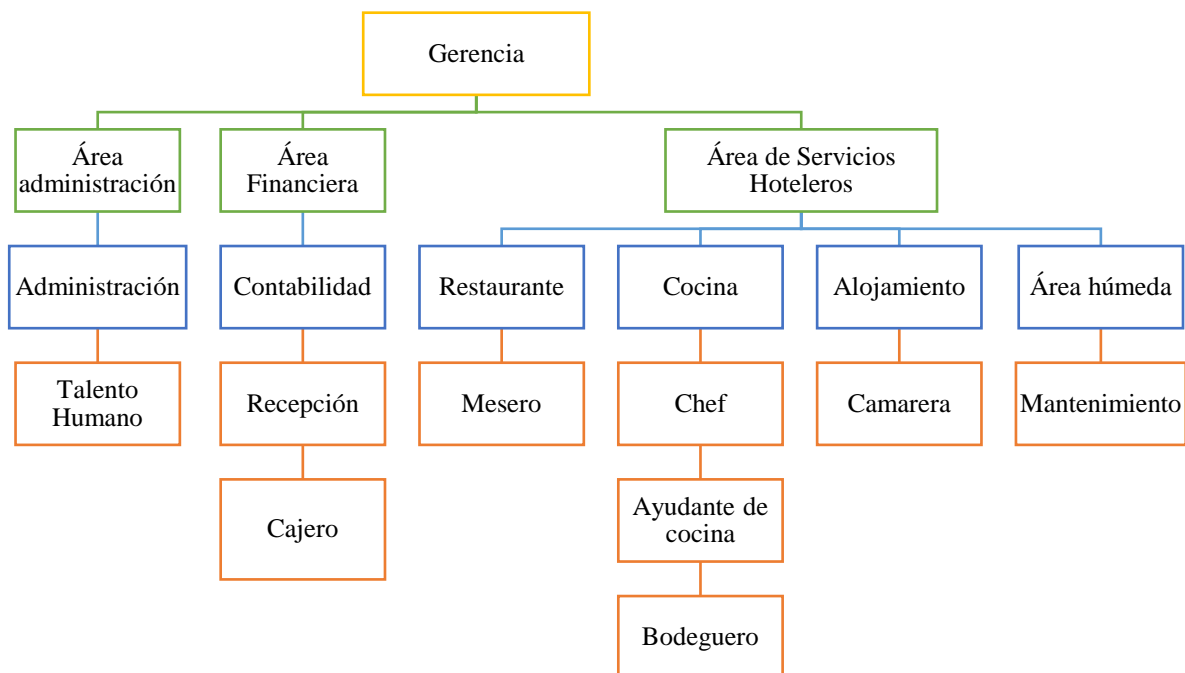 Gerencia
Área
administración
Área
Financiera
Área de Servicios
Hoteleros
Administración
Contabilidad
Restaurante
Cocina
Alojamiento
Área húmeda
Talento
Humano
Recepción
Mesero
Chef
Camarera
Mantenimiento
Cajero
Ayudante de
cocina
Bodeguero